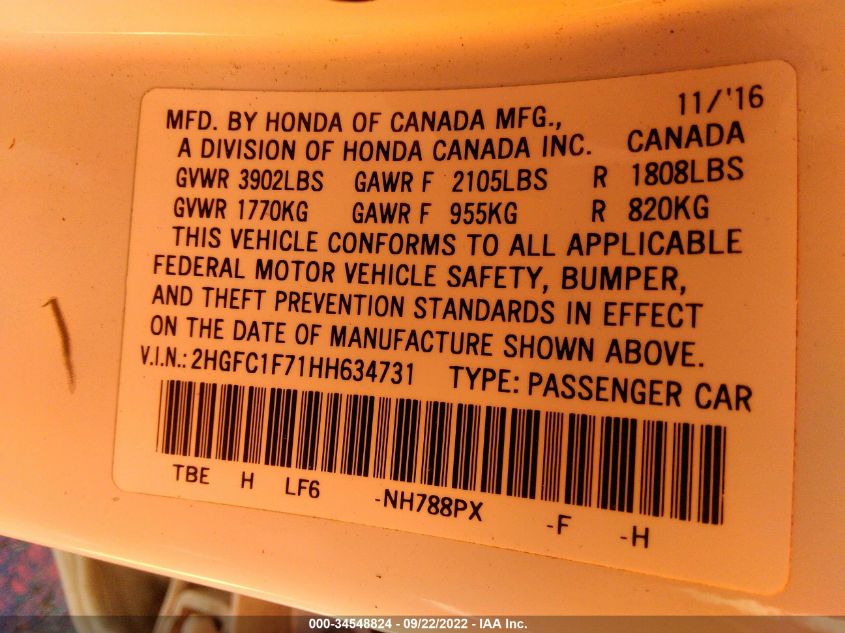 11/'16
MFD. BY HONDA OF CANADA MFG.,
A DIVISION OF HONDA CANADA INC. CANADA
GVWR 3902LBS GAWR F 2105LBS R 1808LBS
GVWR 1770KG GAWR F 955KG R 820KG
THIS VEHICLE CONFORMS TO ALL APPLICABLE
FEDERAL MOTOR VEHICLE SAFETY, BUMPER,
AND THEFT PREVENTION STANDARDS IN EFFECT
ON THE DATE OF MANUFACTURE SHOWN ABOVE.
V.I.N.: 2HGFC1F71HH634731 TYPE: PASSENGER CAR
TBE H LF6 -NH788PX -F -H
000-34548824 - 09/22/2022 - IAA Inc.